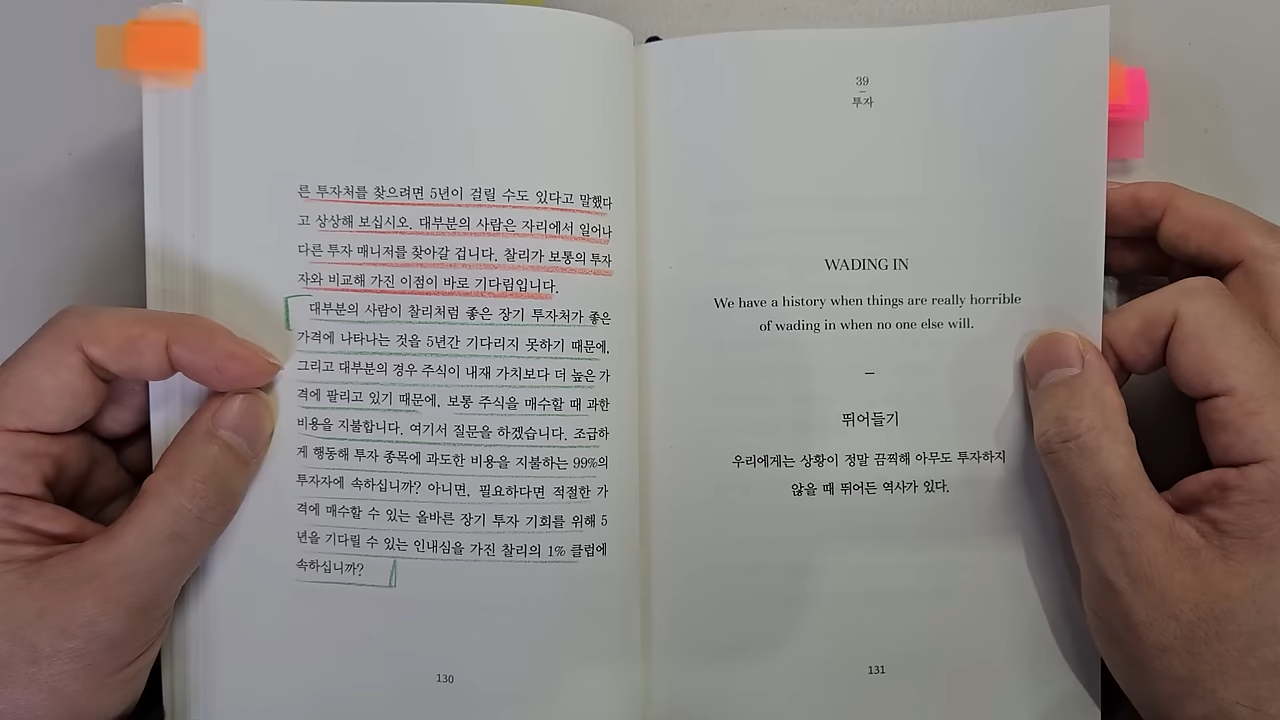 른 투자처를 찾으려면 5년이 걸릴 수도 있다고 말했다
고 상상해 보십시오. 대부분의 사람은 자리에서 일어나
다른 투자 매니저를 찾아갈 겁니다. 찰리가 보통의 투자
자와 비교해 가진 이점이 바로 기다림입니다.
대부분의 사람이 찰리처럼 좋은 장기 투자처가 좋은
가격에 나타나는 것을 5년간 기다리지 못하기 때문에,
그리고 대부분의 경우 주식이 내재 가치보다 더 높은 가
격에 팔리고 있기 때문에, 보통 주식을 매수할 때 과한
비용을 지불합니다. 여기서 질문을 하겠습니다. 조급하
게 행동해 투자 종목에 과도한 비용을 지불하는 99%의
투자자에 속하십니까? 아니면, 필요하다면 적절한 가
격에 매수할 수 있는 올바른 장기 투자 기회를 위해 5
년을 기다릴 수 있는 인내심을 가진 찰리의 1% 클럽에
속하십니까?
130
39
투자
WADING IN
We have a history when things are really horrible
of wading in when no one else will.
뛰어들기
우리에게는 상황이 정말 끔찍해 아무도 투자하지
않을 때 뛰어든 역사가 있다.
131